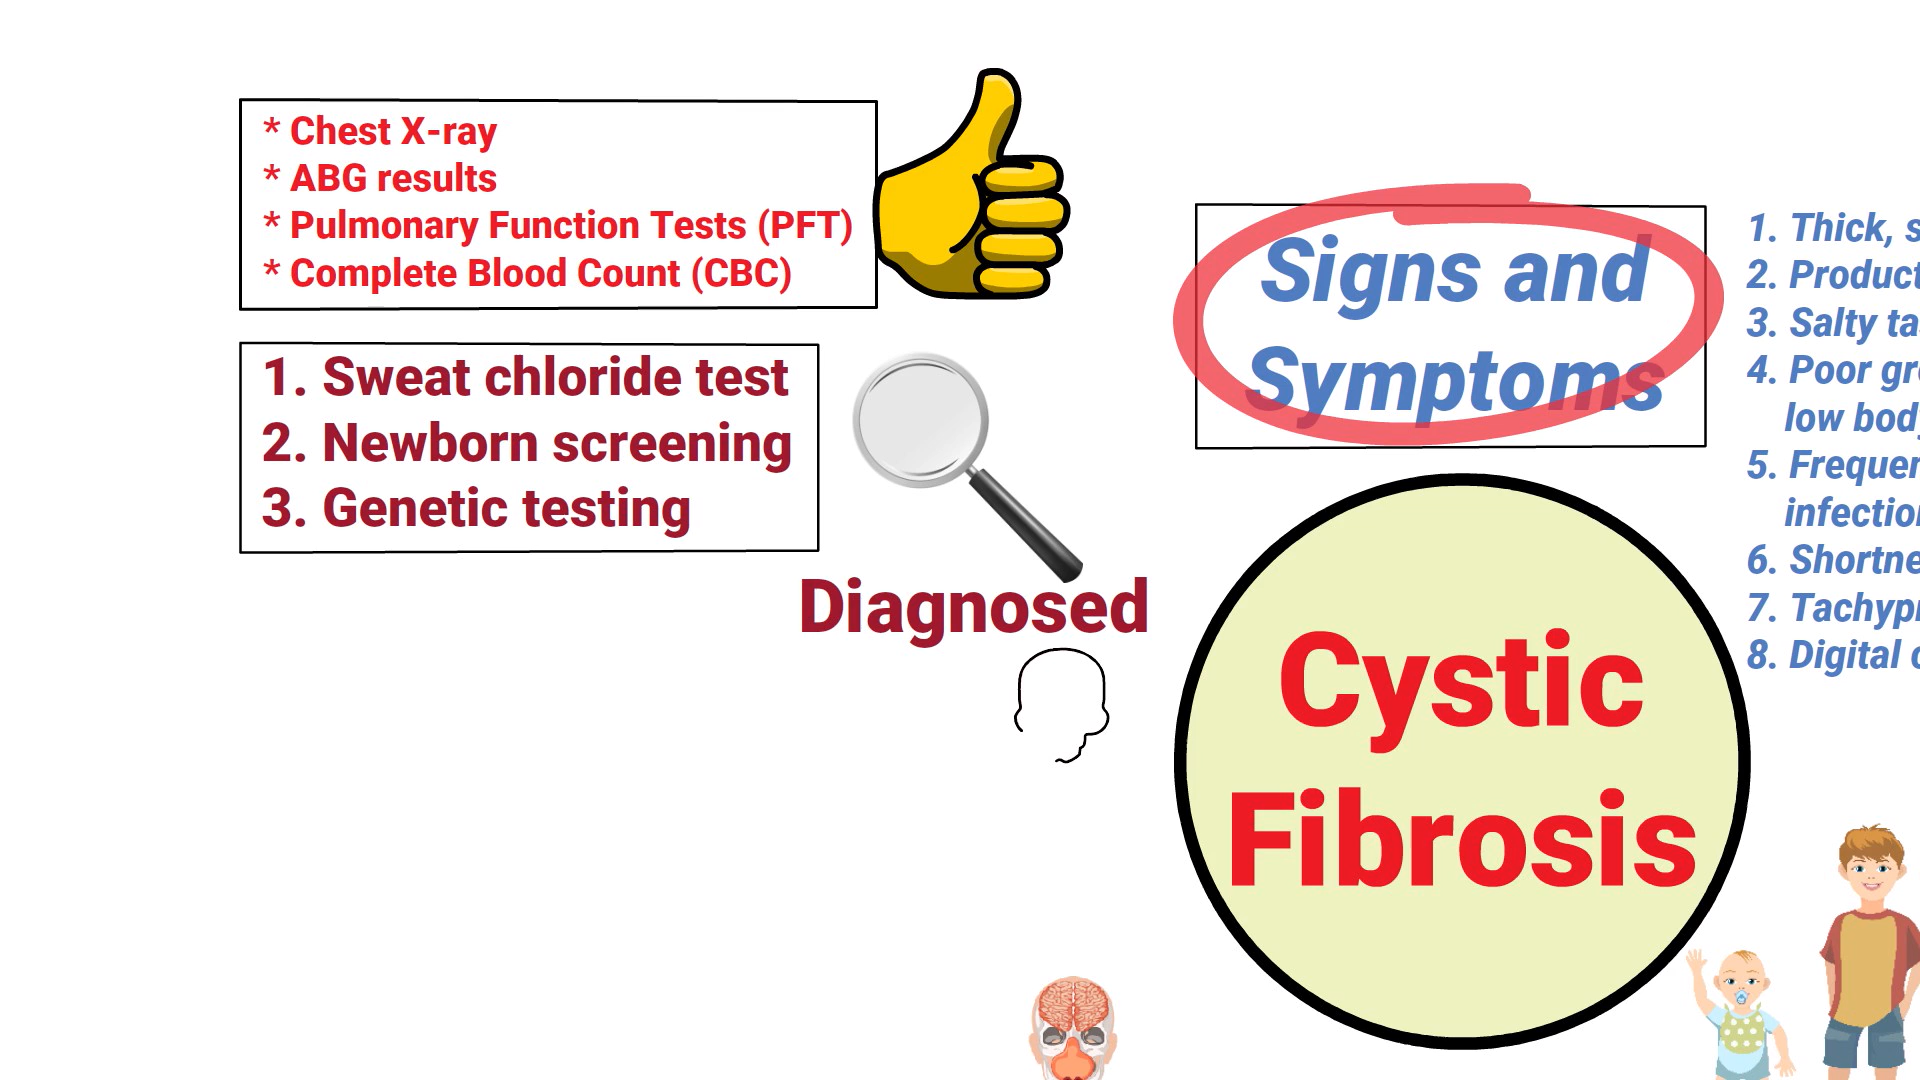 * Chest X-ray
* ABG results
* Pulmonary Function Tests (PFT)
* Complete Blood Count (CBC)
1. Sweat chloride test
2. Newborn screening
3. Genetic testing
Diagnosed
Signs and
Symptoms
Cystic
Fibrosis
1. Thick,
2.
3. Salty
4. Poor
low
5.
6.
7.
8. Digital